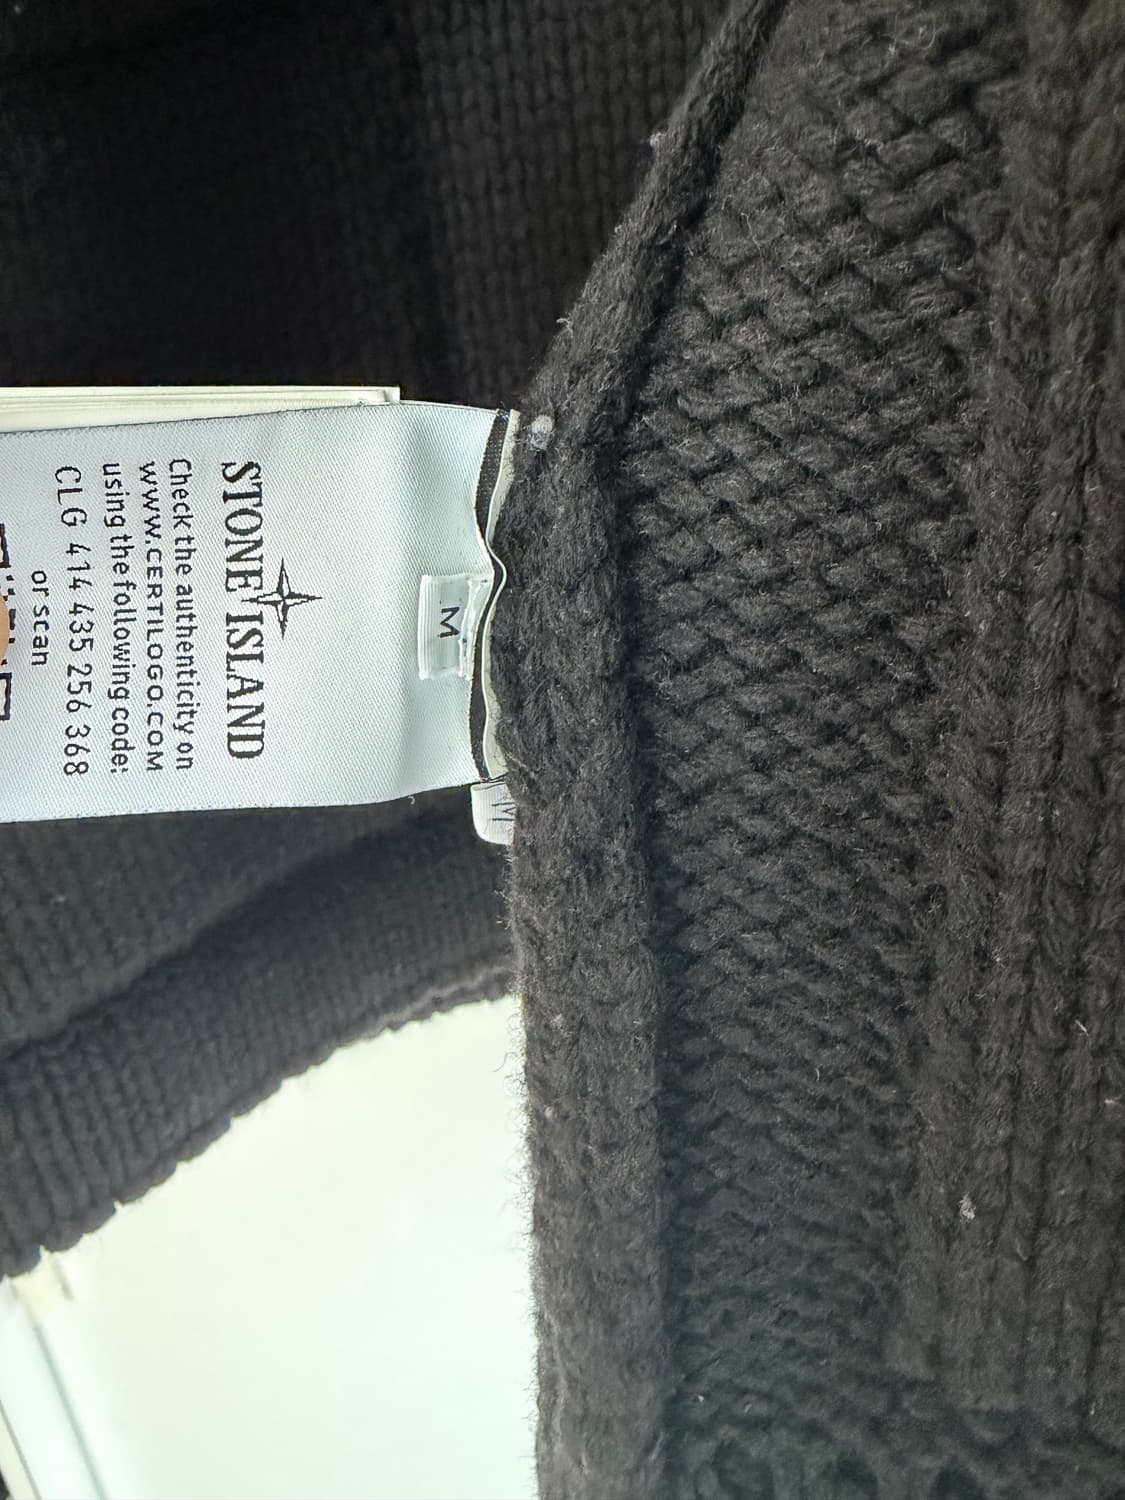 M
STONE ISLAND
Check the authenticity on
WWW.CERTILOGO.COM
using the following code:
CLG 414 435 256 368
or scan